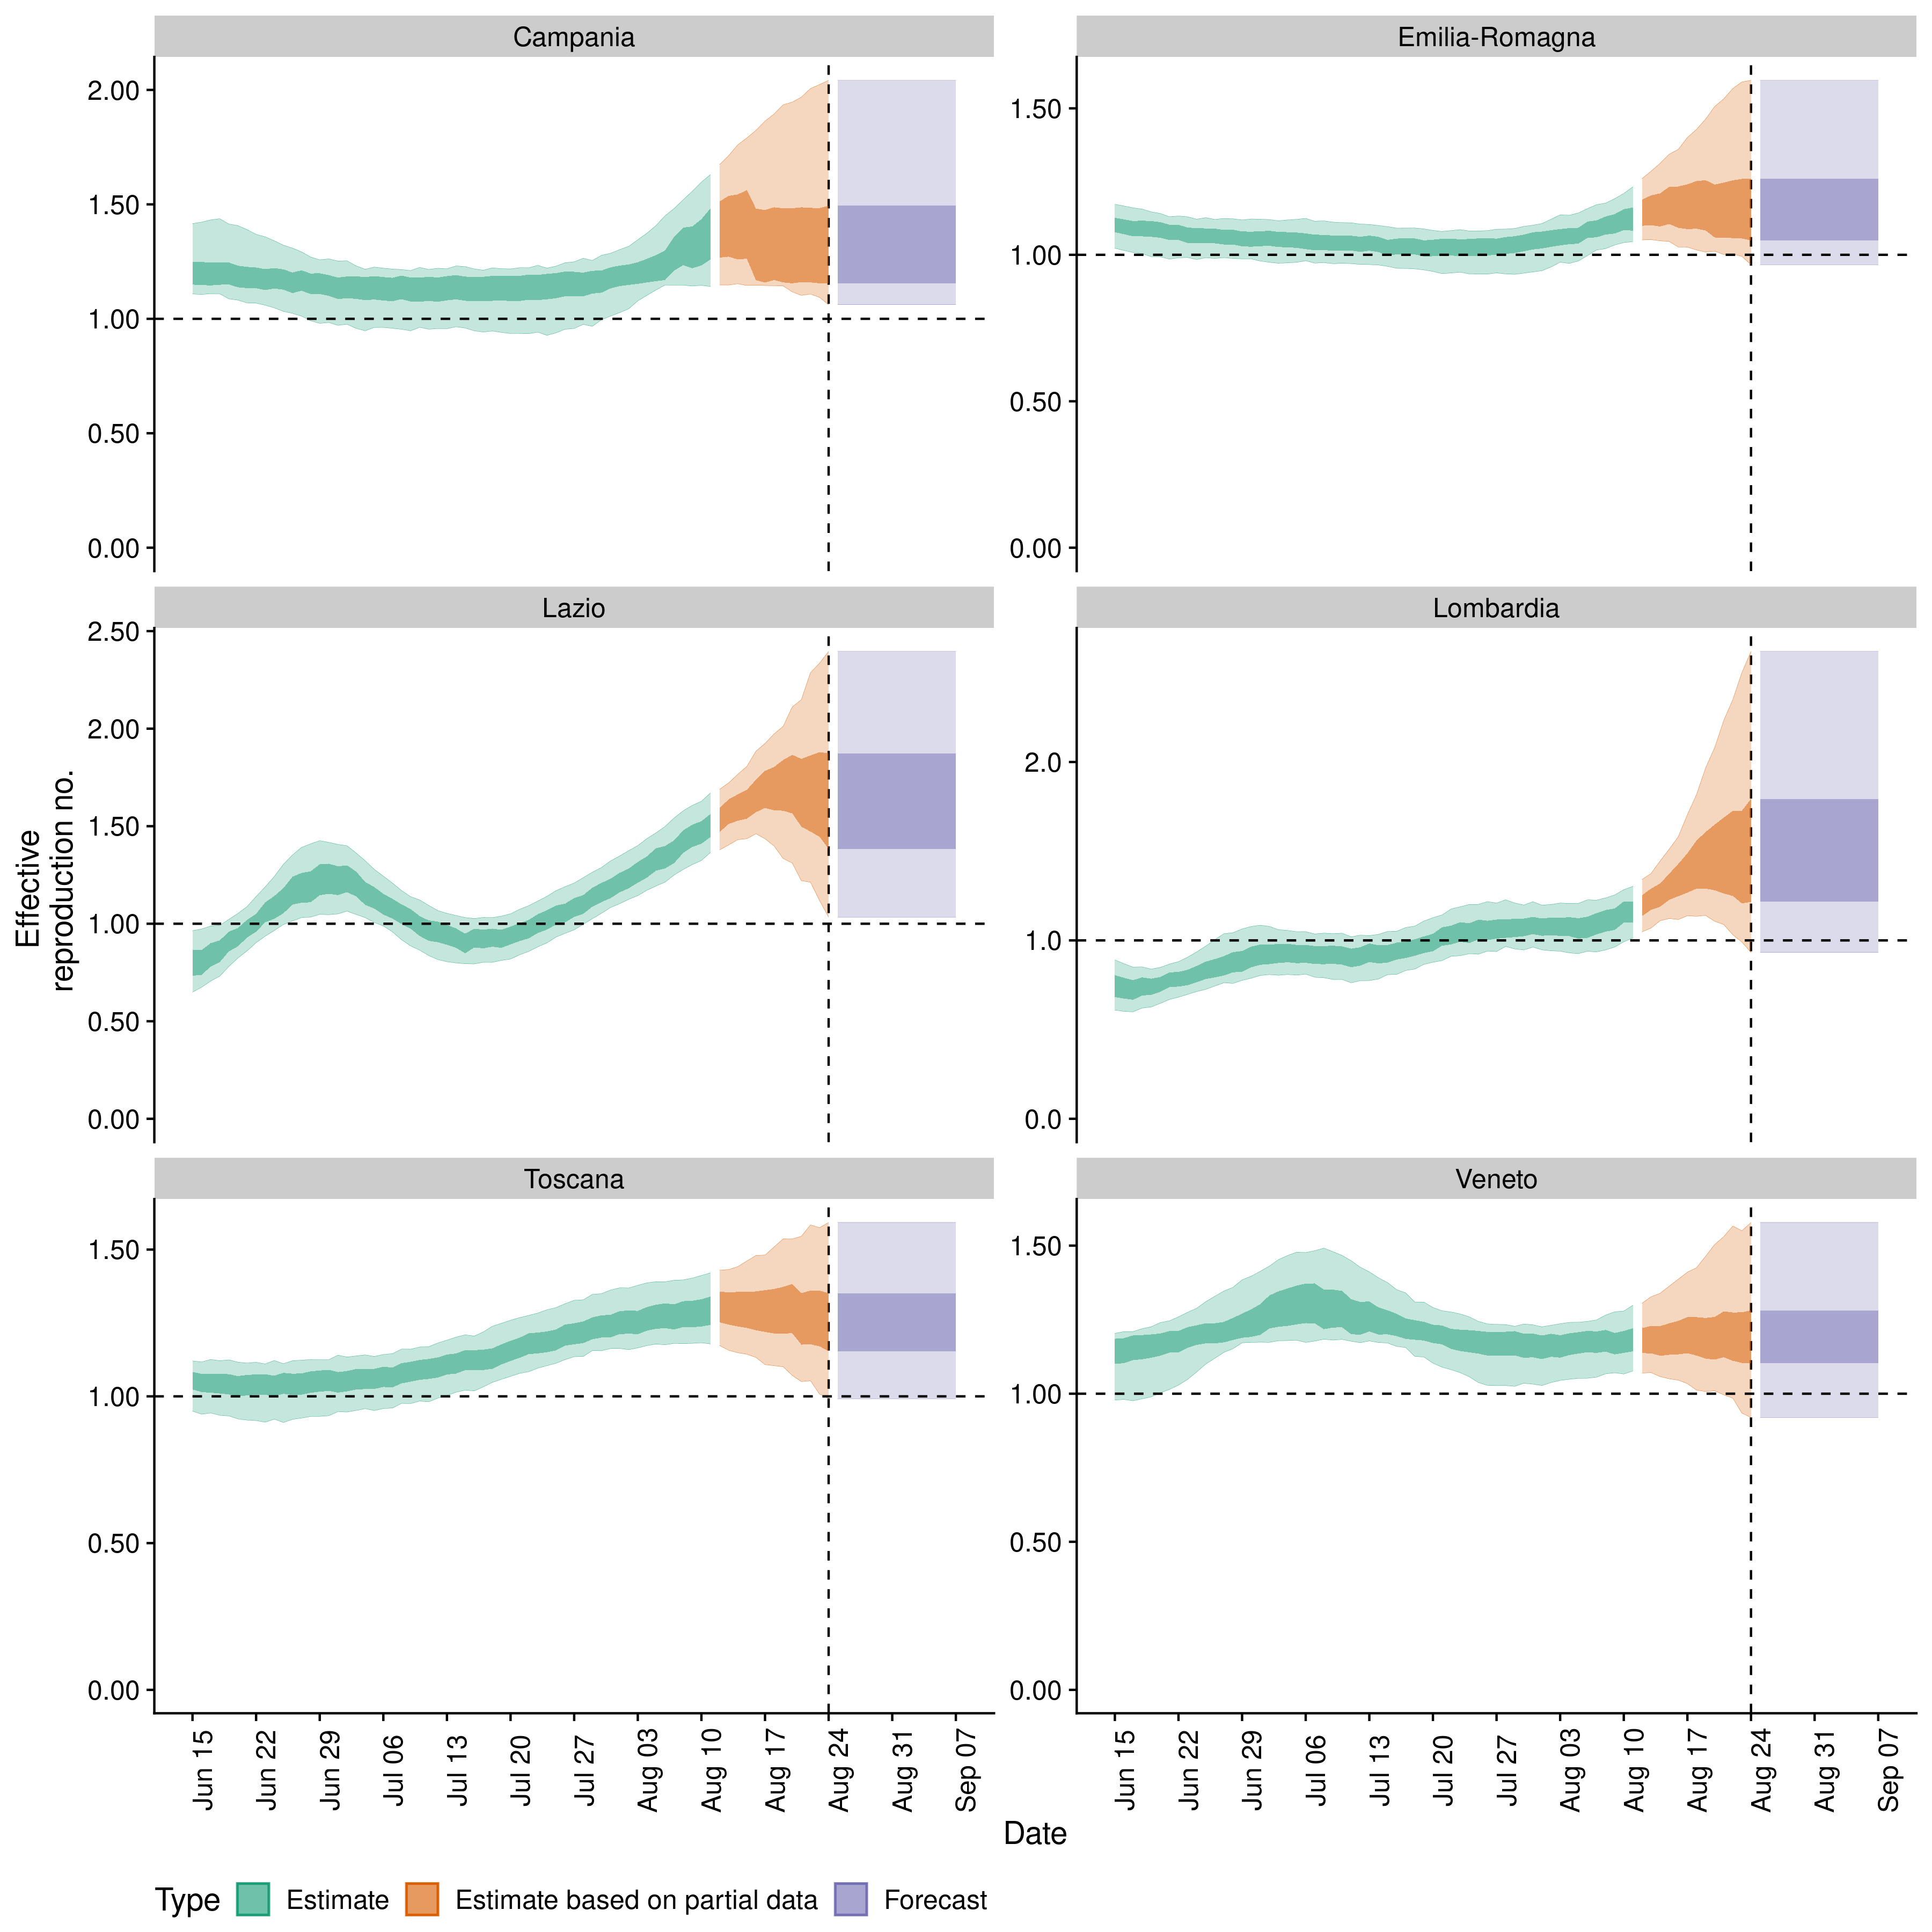 Campania
Emilia-Romagna
2.00
1.50
1.00
0.50
0.00
1.50
1.00
0.50
0.00
Lazio
Lombardia
2.50
2.00
1.50
1.00
0.50
0.00
2.0
1.0
0.0
Effective
reproduction no.
Toscana
Veneto
1.50
1.00
0.50
0.00
1.50
1.00
0.50
0.00
Jun 15
Jun 22
Jun 29
Jul 06
Jul 13
Jul 20
Jul 27
Aug 03
Aug 10
Aug 17
Aug 24
Aug 31
Sep 07
Jun 15
Jun 22
Jun 29
Jul 06
Jul 13
Jul 20
Jul 27
Aug 03
Aug 10
Aug 17
Aug 24
Aug 31
Sep 07
Date
Type Estimate Estimate based on partial data Forecast